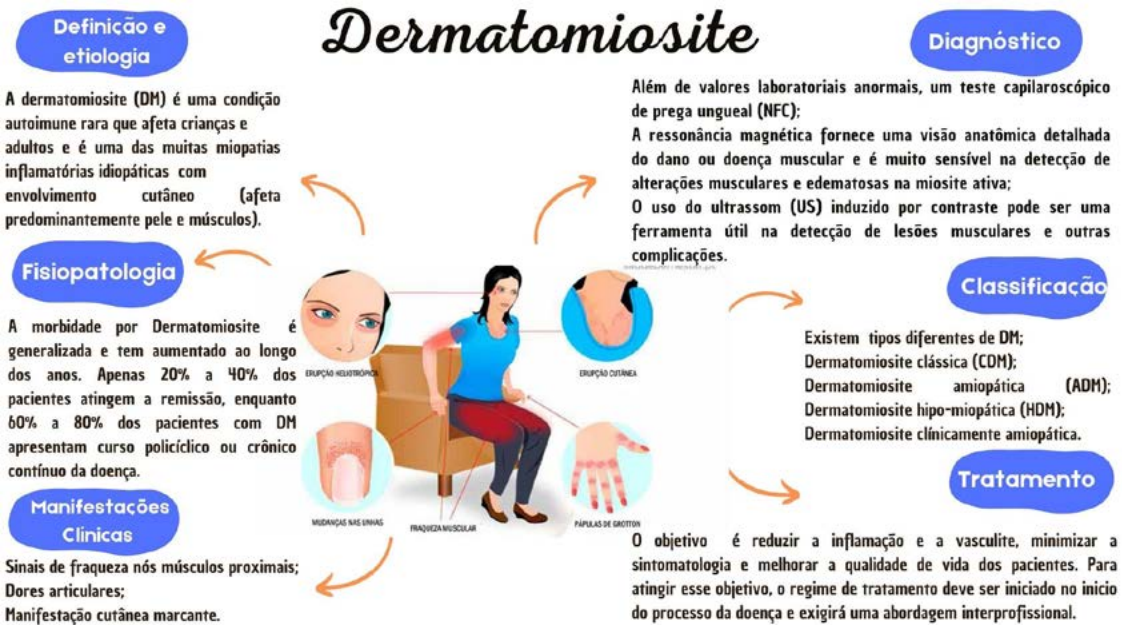 Dermatomiosite
Definição e
etiologia
A dermatomiosite (DM) é uma condição
autoimune rara que afeta crianças e
adultos e é uma das muitas miopatias
inflamatórias idiopáticas com
envolvimento cutâneo (afeta
predominantemente pele e músculos).
Fisiopatologia
A morbidade por Dermatomiosite é
generalizada e tem aumentado ao longo
dos anos. Apenas 20% a 40% dos
pacientes atingem a remissão, enquanto
60% a 80% dos pacientes com DM
apresentam curso policíclico ou crônico
contínuo da doença.
Manifestações
Clinicas
Sinais de fraqueza nós músculos proximais;
Dores articulares;
Manifestação cutânea marcante.
ERUPÇÃO HELIOTRÓPICA
ERUPÇÃO CUTÂNEA
MUDANÇAS NAS UNHAS
FRAQUEZA MUSCULAR
PÁPULAS DE GROTTON
Diagnóstico
Além de valores laboratoriais anormais, um teste capilaroscópico
de prega ungueal (NFC);
A ressonância magnética fornece uma visão anatômica detalhada
do dano ou doença muscular e é muito sensível na detecção de
alterações musculares e edematosas na miosite ativa;
O uso do ultrassom (US) induzido por contraste pode ser uma
ferramenta útil na detecção de lesões musculares e outras
complicações.
Classificação
Existem tipos diferentes de DM;
Dermatomiosite clássica (CDM);
Dermatomiosite amiopática (ADM);
Dermatomiosite hipo-miopática (HDM);
Dermatomiosite clínicamente amiopática.
Tratamento
O objetivo é reduzir a inflamação e a vasculite, minimizar a
sintomatologia e melhorar a qualidade de vida dos pacientes. Para
atingir esse objetivo, o regime de tratamento deve ser iniciado no inicio
do processo da doença e exigirá uma abordagem interprofissional.